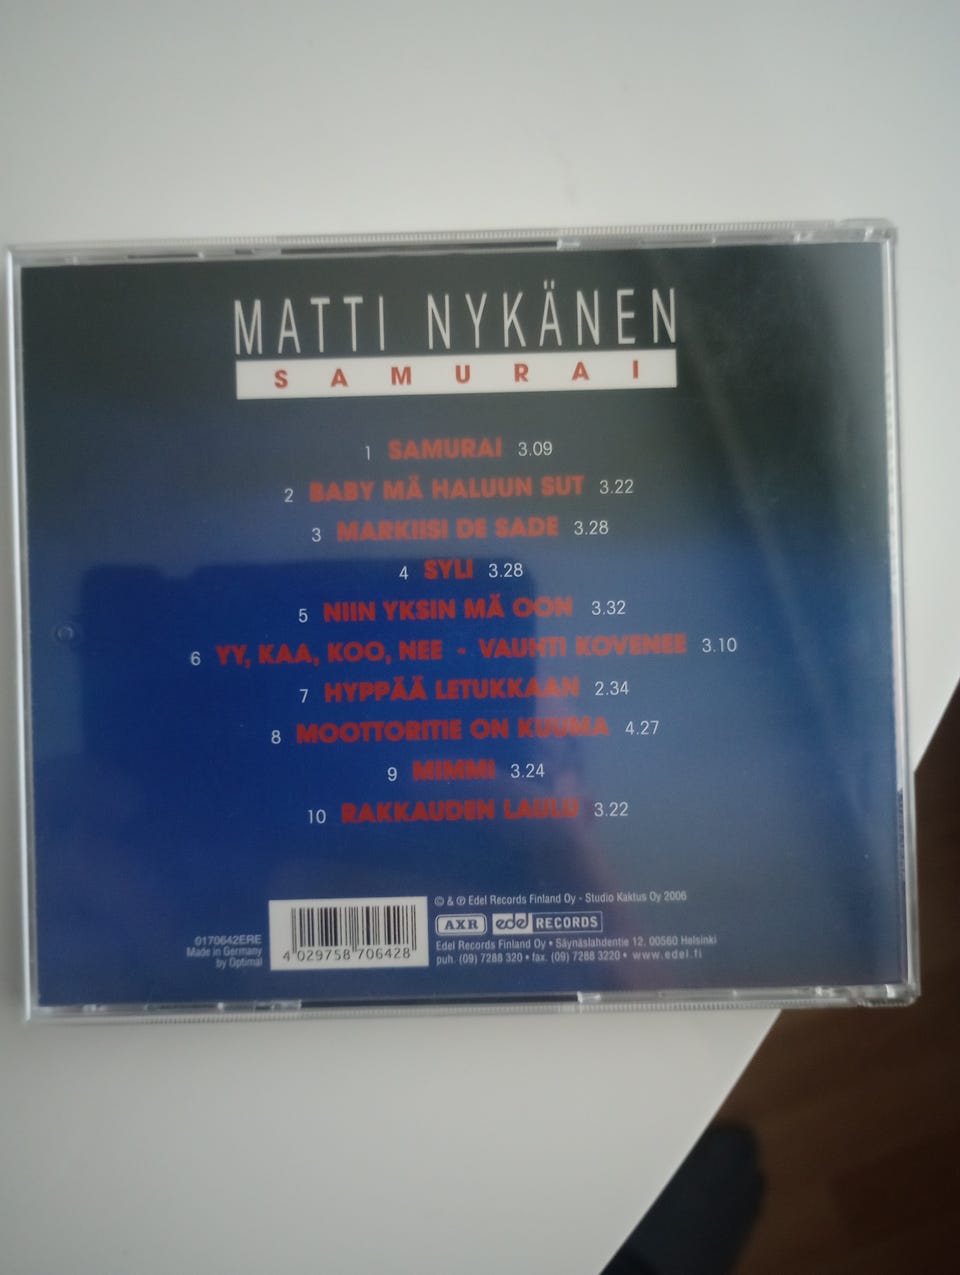 MATTI NYKÄNEN
SAMURAI
1 SAMURAI 3.09
2 BABY MÄ HALUUN SUT 3.22
3 MARKIISI DE SADE 3.28
4 SYLI 3.28
5 NIIN YKSIN MÄ OON 3.32
6 YY, KAA, KOO, NEE - VAUHTI KOVENEE 3.10
7 HYPPÄÄ LETUKKAAN 2.34
8 MOOTTORITIE ON KUUMA 4.27
9 MIMMI 3.24
10 RAKKAUDEN LAULU 3.22
© & ℗ Edel Records Finland Oy - Studio Kaktus Oy 2006
AXR edel RECORDS
Edel Records Finland Oy • Säynäslahdentie 12, 00560 Helsinki
puh. (09) 7288 320 • fax. (09) 7288 3220 • www.edel.fi
0170642ERE
Made in Germany
by Optimal
4 029758 706428